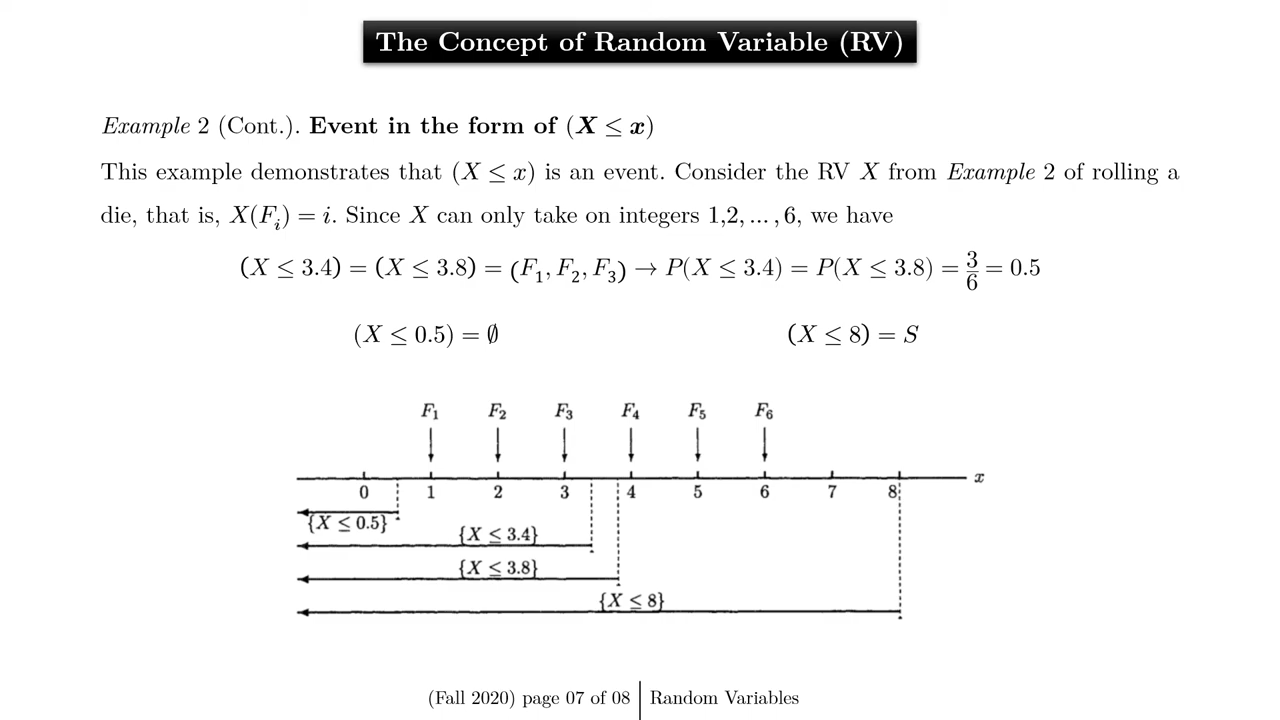 The Concept of Random Variable (RV)
Example 2 (Cont.). Event in the form of (X ≤ x)
This example demonstrates that (X ≤ x) is an event. Consider the RV X from Example 2 of rolling a
die, that is, X(Fᵢ) = i. Since X can only take on integers 1,2, … , 6, we have
(X ≤ 3.4) = (X ≤ 3.8) = (F₁, F₂, F₃) → P(X ≤ 3.4) = P(X ≤ 3.8) = 3/6 = 0.5
(X ≤ 0.5) = ∅ (X ≤ 8) = S
F₁ F₂ F₃ F₄ F₅ F₆
x
0 1 2 3 4 5 6 7 8
{X ≤ 0.5}
{X ≤ 3.4}
{X ≤ 3.8}
{X ≤ 8}
(Fall 2020) page 07 of 08 Random Variables